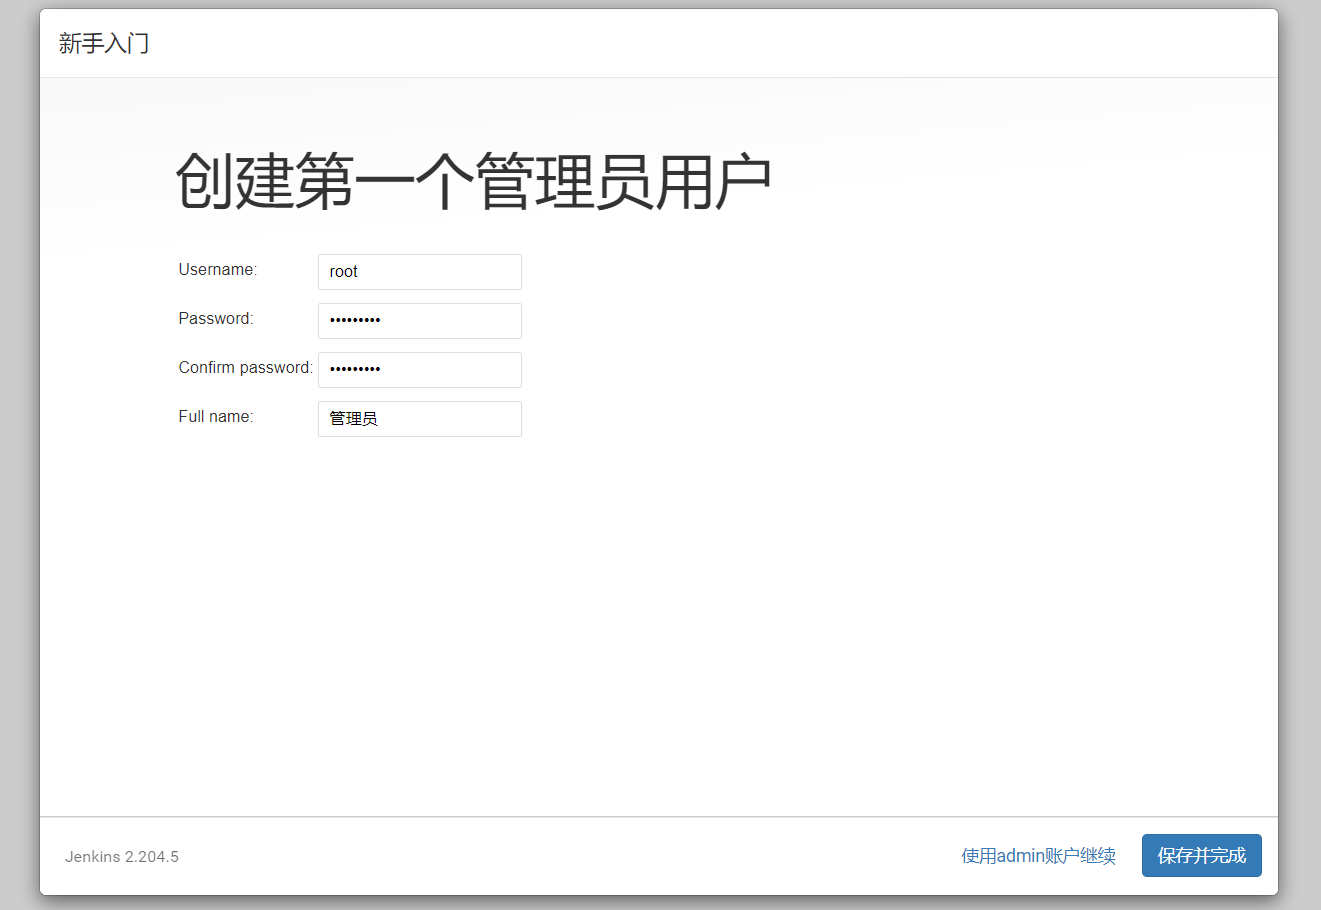 新手入门
创建第一个管理员用户
Username: root
Password: •••••••••
Confirm password: •••••••••
Full name: 管理员
Jenkins 2.204.5 使用admin账户继续 保存并完成